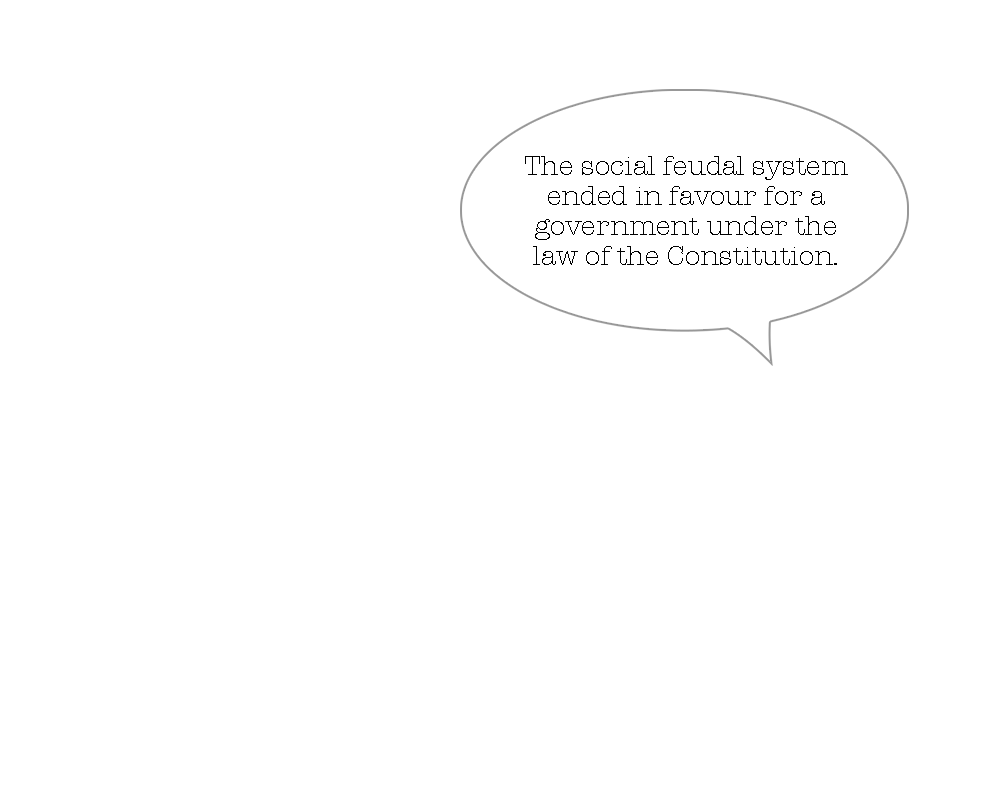 The social feudal system
ended in favour for a
government under the
law of the Constitution.